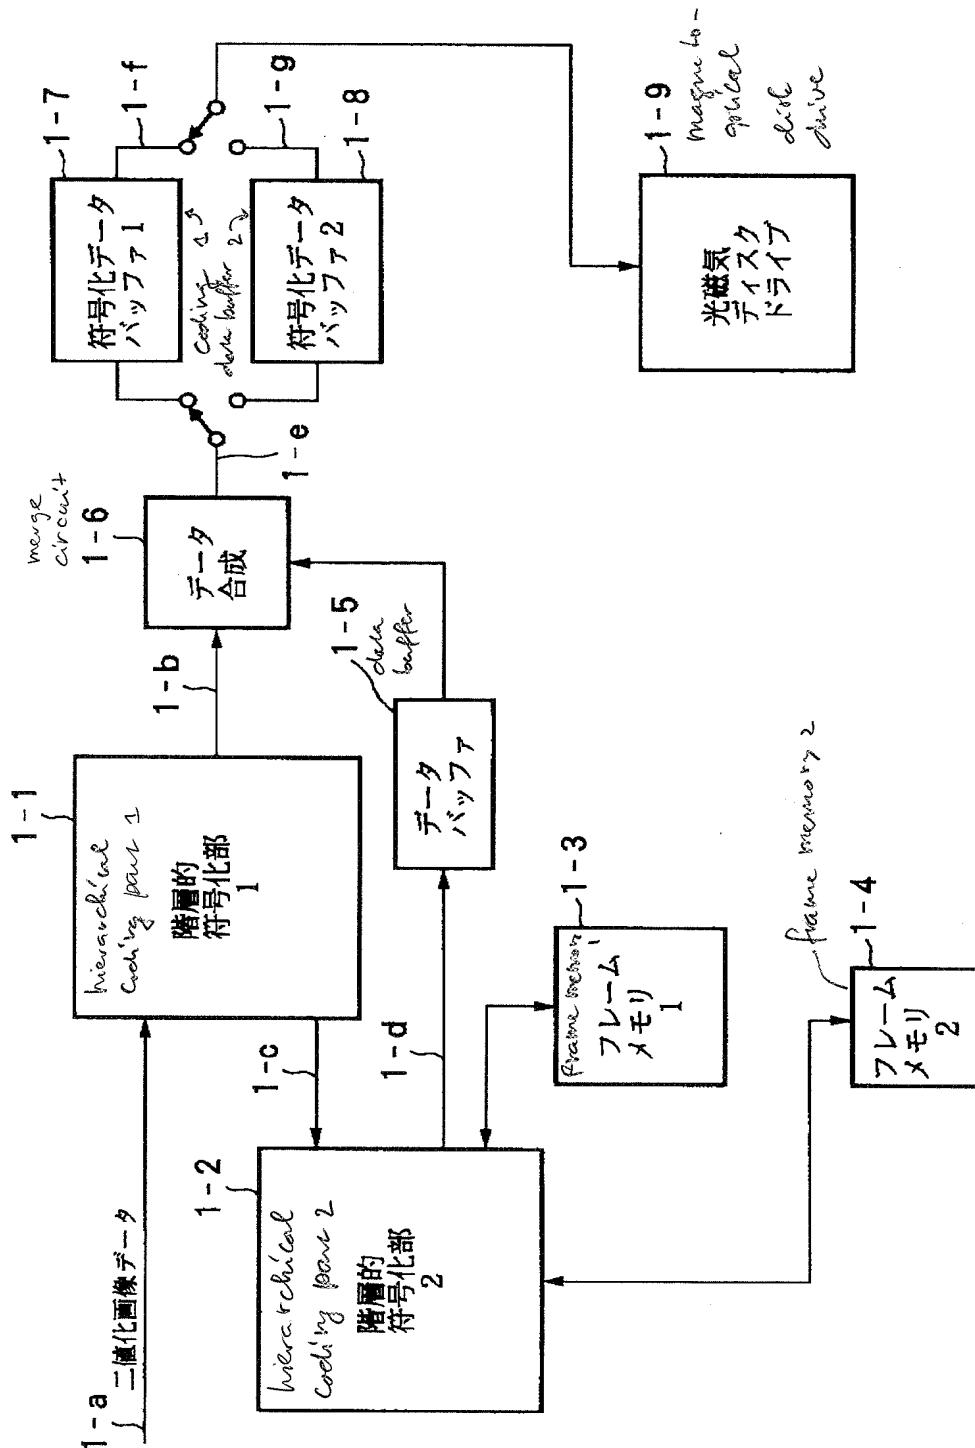 1-a
二値化画像データ
1-1
hierarchical
coding part 1
階層的
符号化部
1
1-b
merge
circuit
1-6
データ
合成
1-e
1-7
符号化データ
バッファ1
1-f
coding 1
data buffer 2
1-g
1-8
符号化データ
バッファ2
1-c
1-2
hierarchical
coding part 2
階層的
符号化部
2
1-d
1-5
data
buffer
データ
バッファ
1-3
frame memory 1
フレーム
メモリ
1
frame memory 2
1-4
フレーム
メモリ
2
1-9
magneto-
optical
disk
drive
光磁気
ディスク
ドライブ